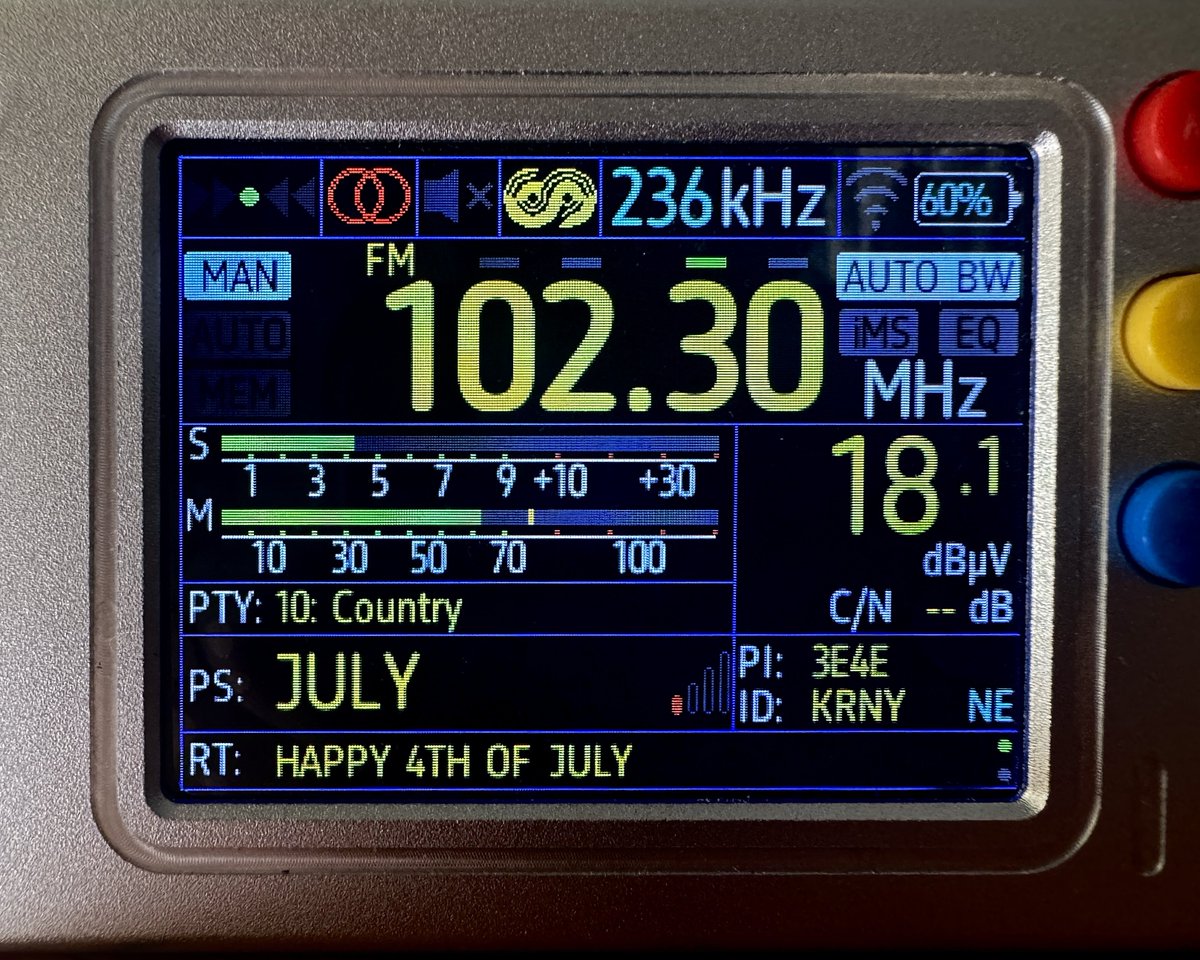 236kHz 60%
MAN FM AUTO BW
102.30 MHz
AUTO iMS EQ
MEM
S
1 3 5 7 9 +10 +30
M
10 30 50 70 100
18.1
dBµV
C/N -- dB
PTY: 10: Country
PS: JULY
PI: 3E4E
ID: KRNY NE
RT: HAPPY 4TH OF JULY